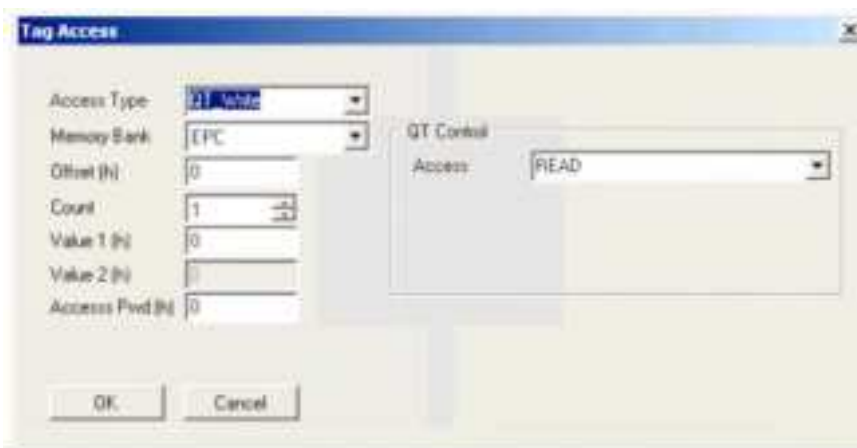 Tag Access
Access Type QT_Write
Memory Bank EPC
Offset (h) 0
Count 1
Value 1 (h) 0
Value 2 (h) 0
Accesss Pwd (h) 0
QT Control
Access READ
OK
Cancel